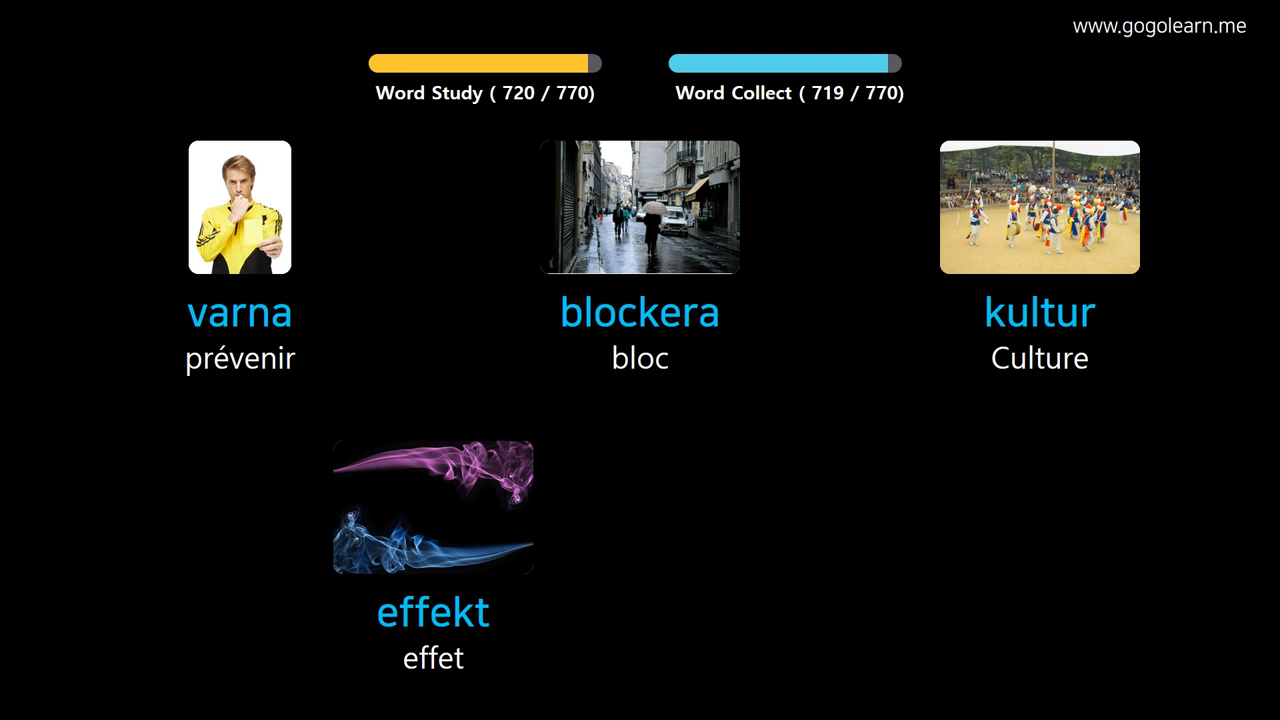 www.gogolearn.me
Word Study ( 720 / 770)
Word Collect ( 719 / 770)
varna
prévenir
blockera
bloc
kultur
Culture
effekt
effet